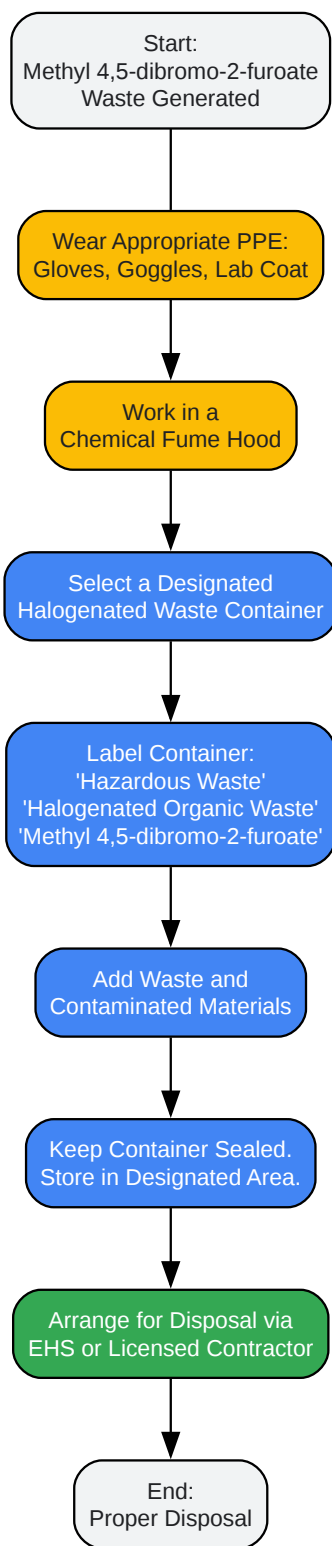 Start:
Methyl 4,5-dibromo-2-furoate
Waste Generated
Wear Appropriate PPE:
Gloves, Goggles, Lab Coat
Work in a
Chemical Fume Hood
Select a Designated
Halogenated Waste Container
Label Container:
'Hazardous Waste'
'Halogenated Organic Waste'
'Methyl 4,5-dibromo-2-furoate'
Add Waste and
Contaminated Materials
Keep Container Sealed.
Store in Designated Area.
Arrange for Disposal via
EHS or Licensed Contractor
End:
Proper Disposal